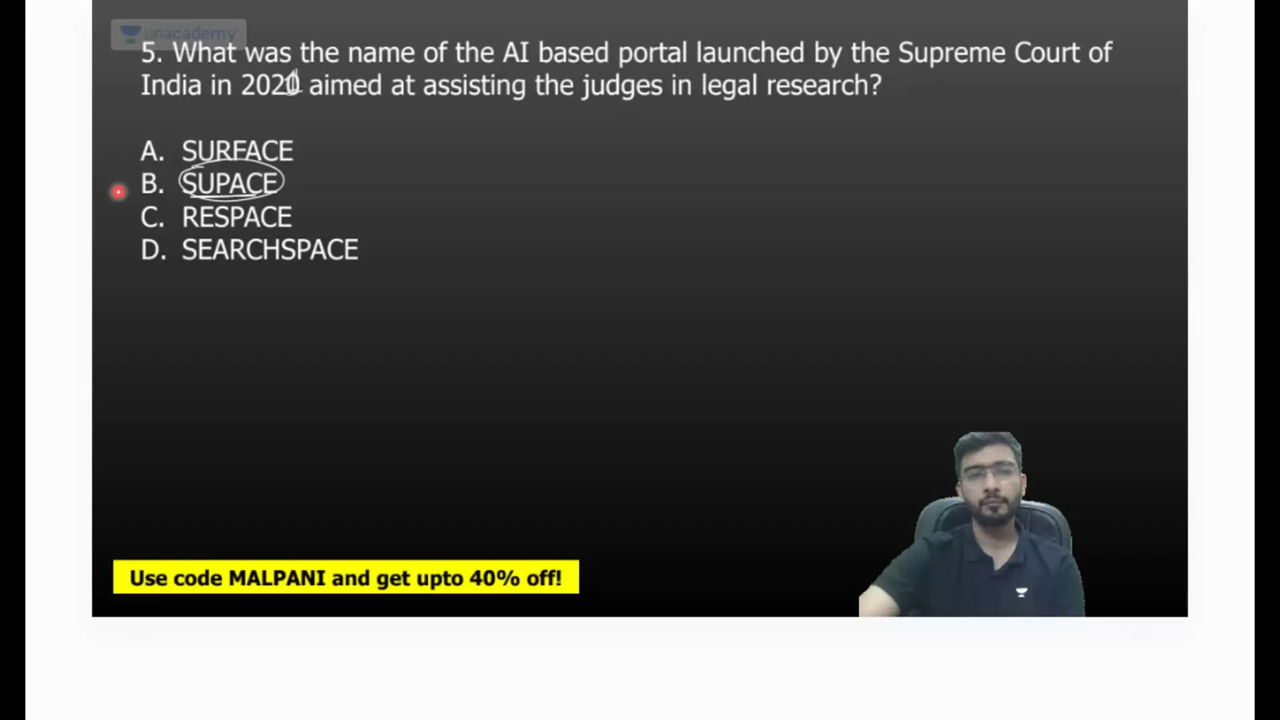 unacademy
5. What was the name of the AI based portal launched by the Supreme Court of
India in 2021 aimed at assisting the judges in legal research?
A. SURFACE
B. SUPACE
C. RESPACE
D. SEARCHSPACE
Use code MALPANI and get upto 40% off!